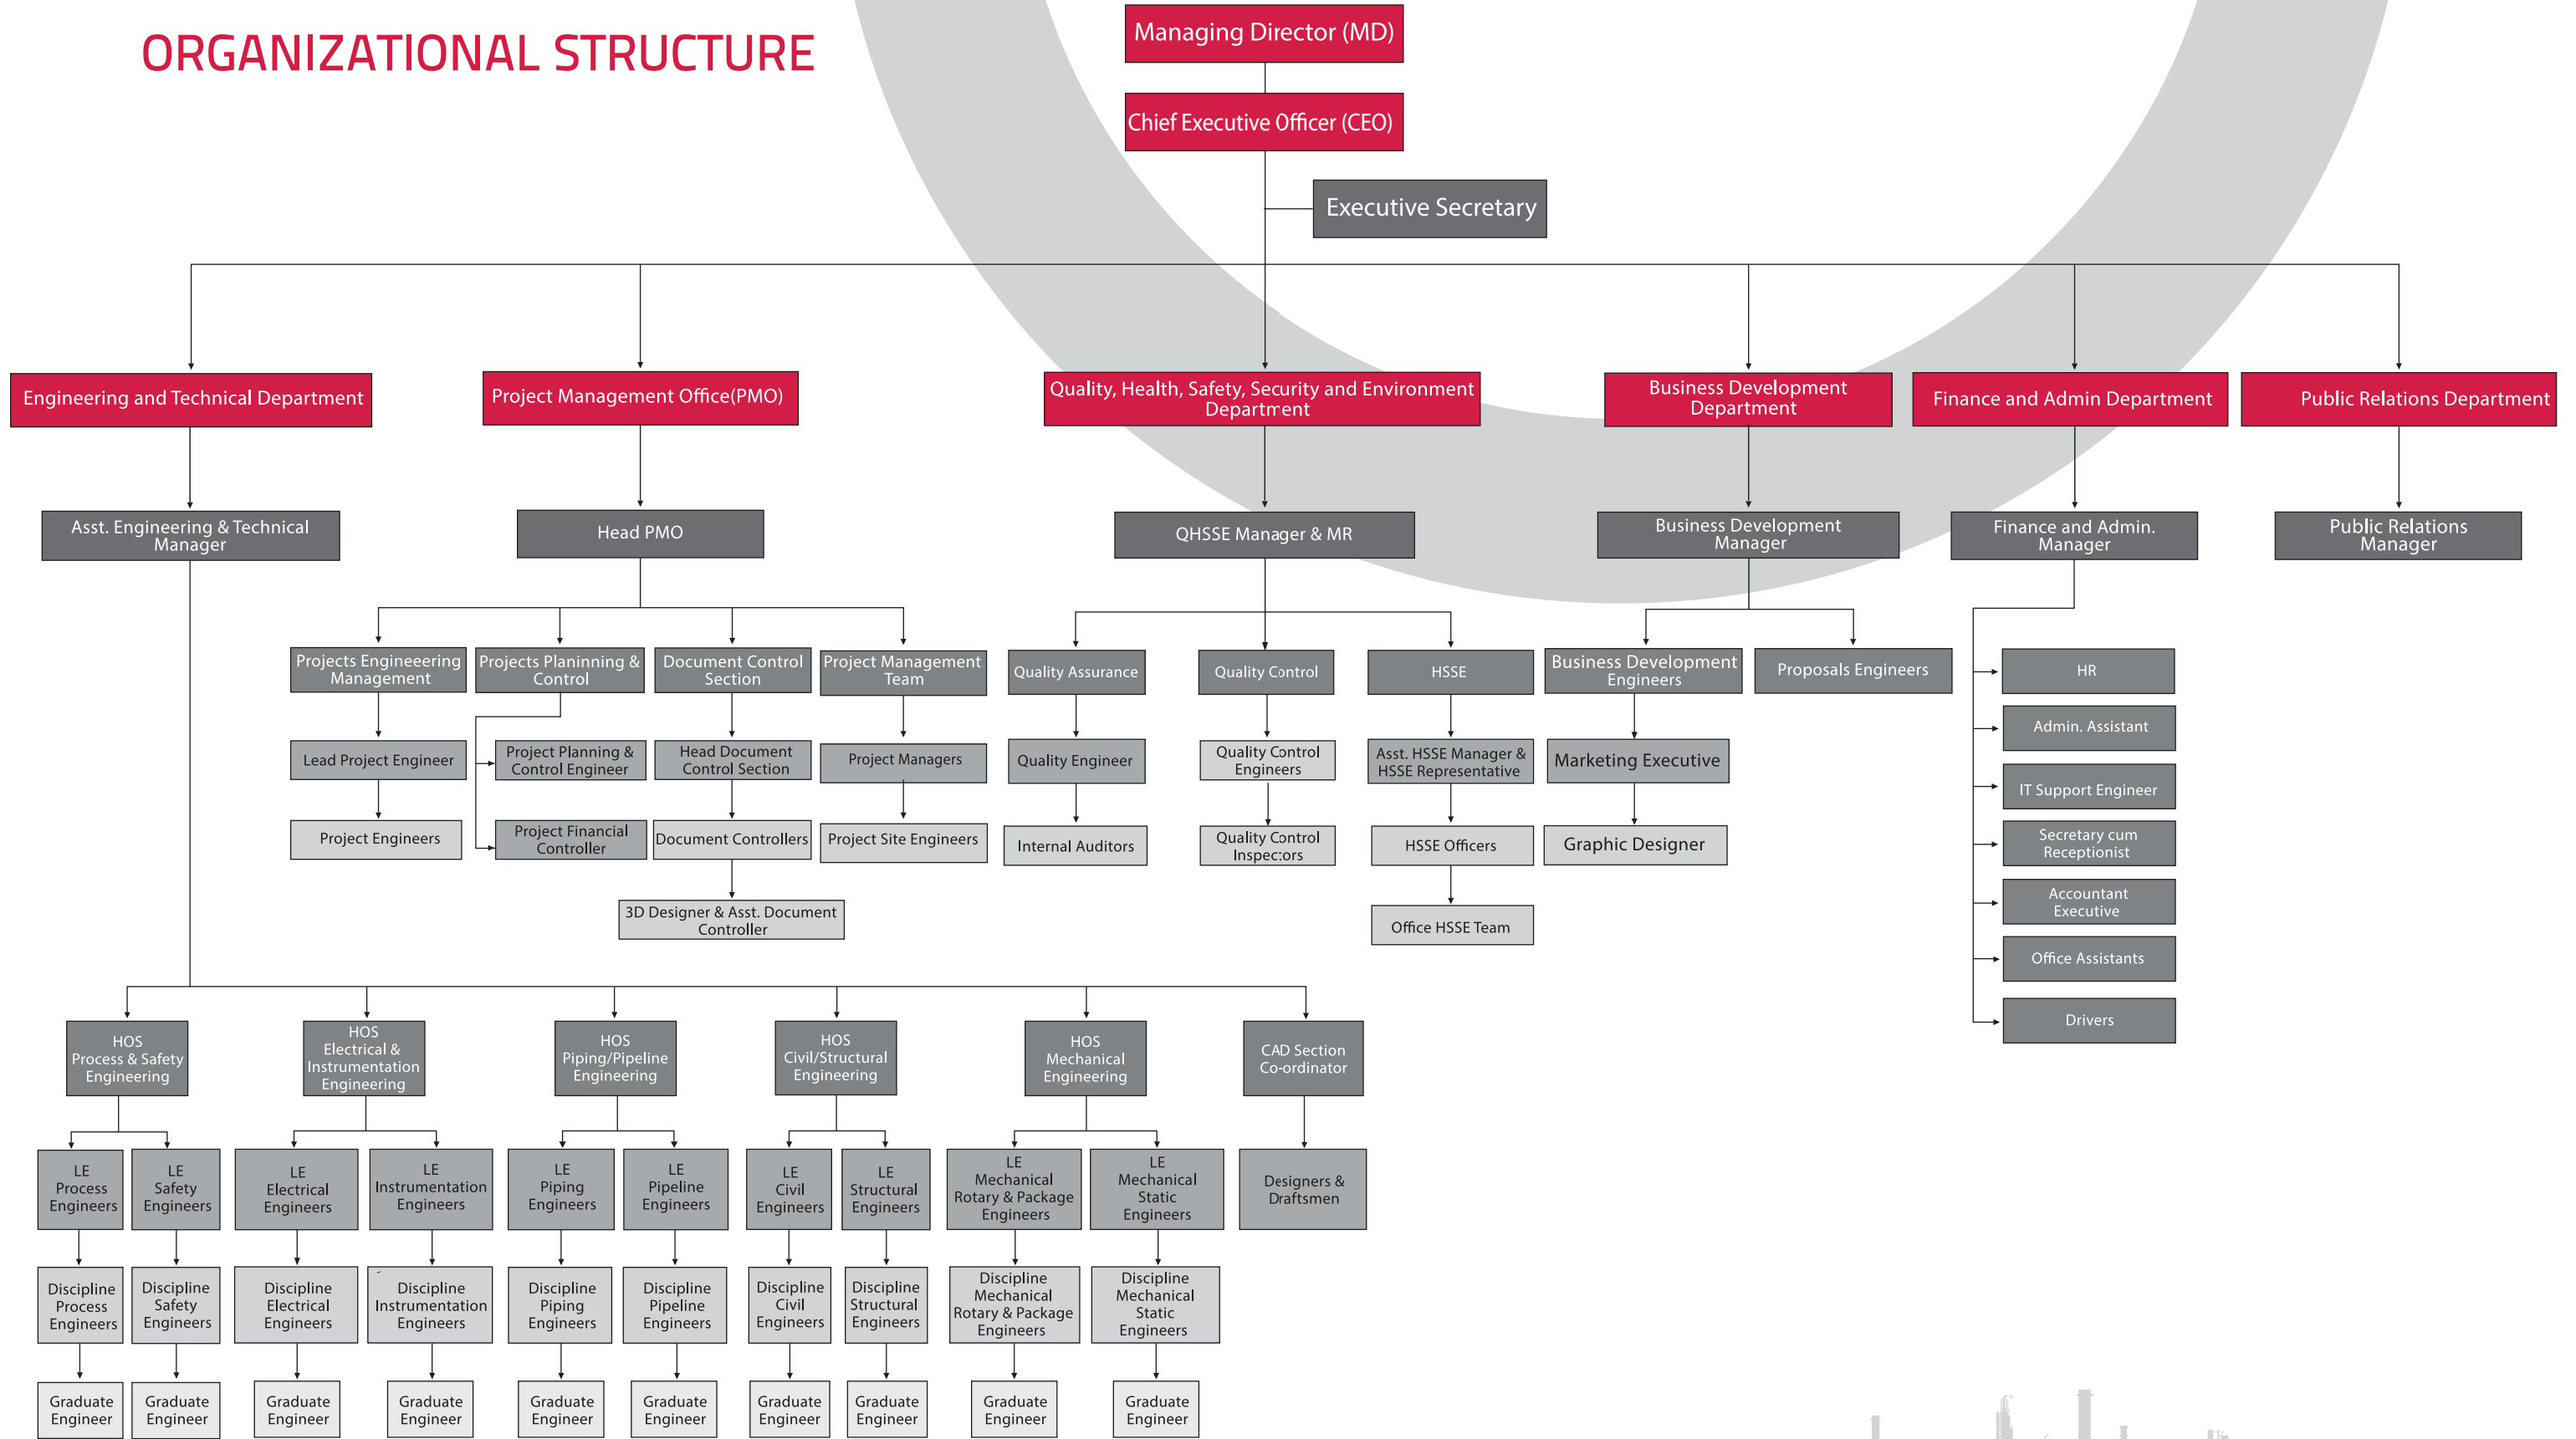 ORGANIZATIONAL STRUCTURE
Managing Director (MD)
Chief Executive Officer (CEO)
Executive Secretary
Engineering and Technical Department
Project Management Office(PMO)
Quality, Health, Safety, Security and Environment
Department
Business Development
Department
Finance and Admin Department
Public Relations Department
Asst. Engineering & Technical
Manager
Head PMO
QHSSE Manager & MR
Business Development
Manager
Finance and Admin.
Manager
Public Relations
Manager
Projects Engineeering
Management
Projects Planinning &
Control
Document Control
Section
Project Management
Team
Quality Assurance
Quality Control
HSSE
Business Development
Engineers
Proposals Engineers
HR
Admin. Assistant
IT Support Engineer
Secretary cum
Receptionist
Accountant
Executive
Office Assistants
Drivers
Lead Project Engineer
Project Planning &
Control Engineer
Head Document
Control Section
Project Managers
Quality Engineer
Quality Control
Engineers
Asst. HSSE Manager &
HSSE Representative
Marketing Executive
Project Engineers
Project Financial
Controller
Document Controllers
Project Site Engineers
Internal Auditors
Quality Control
Inspectors
HSSE Officers
Graphic Designer
3D Designer & Asst. Document
Controller
Office HSSE Team
HOS
Process & Safety
Engineering
HOS
Electrical &
Instrumentation
Engineering
HOS
Piping/Pipeline
Engineering
HOS
Civil/Structural
Engineering
HOS
Mechanical
Engineering
CAD Section
Co-ordinator
LE
Process
Engineers
LE
Safety
Engineers
LE
Electrical
Engineers
LE
Instrumentation
Engineers
LE
Piping
Engineers
LE
Pipeline
Engineers
LE
Civil
Engineers
LE
Structural
Engineers
LE
Mechanical
Rotary & Package
Engineers
LE
Mechanical
Static
Engineers
Designers &
Draftsmen
Discipline
Process
Engineers
Discipline
Safety
Engineers
Discipline
Electrical
Engineers
Discipline
Instrumentation
Engineers
Discipline
Piping
Engineers
Discipline
Pipeline
Engineers
Discipline
Civil
Engineers
Discipline
Structural
Engineers
Discipline
Mechanical
Rotary & Package
Engineers
Discipline
Mechanical
Static
Engineers
Graduate
Engineer
Graduate
Engineer
Graduate
Engineer
Graduate
Engineer
Graduate
Engineer
Graduate
Engineer
Graduate
Engineer
Graduate
Engineer
Graduate
Engineer
Graduate
Engineer